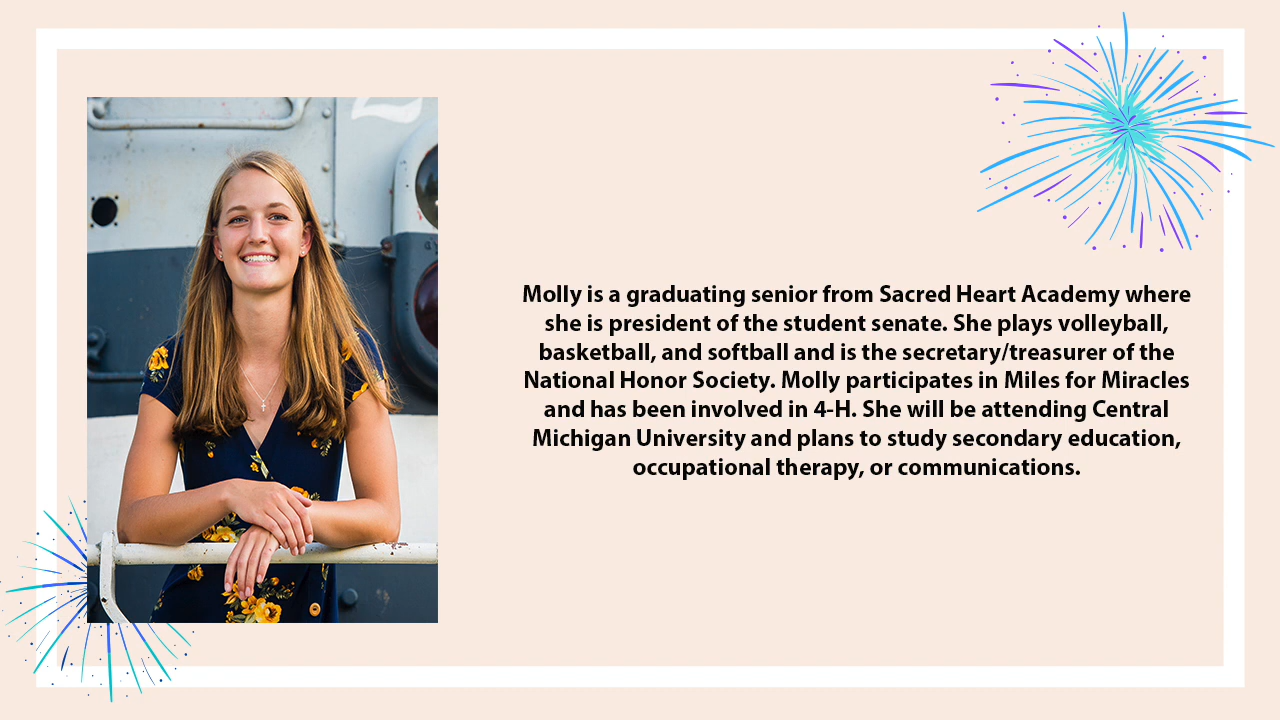 Molly is a graduating senior from Sacred Heart Academy where
she is president of the student senate. She plays volleyball,
basketball, and softball and is the secretary/treasurer of the
National Honor Society. Molly participates in Miles for Miracles
and has been involved in 4-H. She will be attending Central
Michigan University and plans to study secondary education,
occupational therapy, or communications.